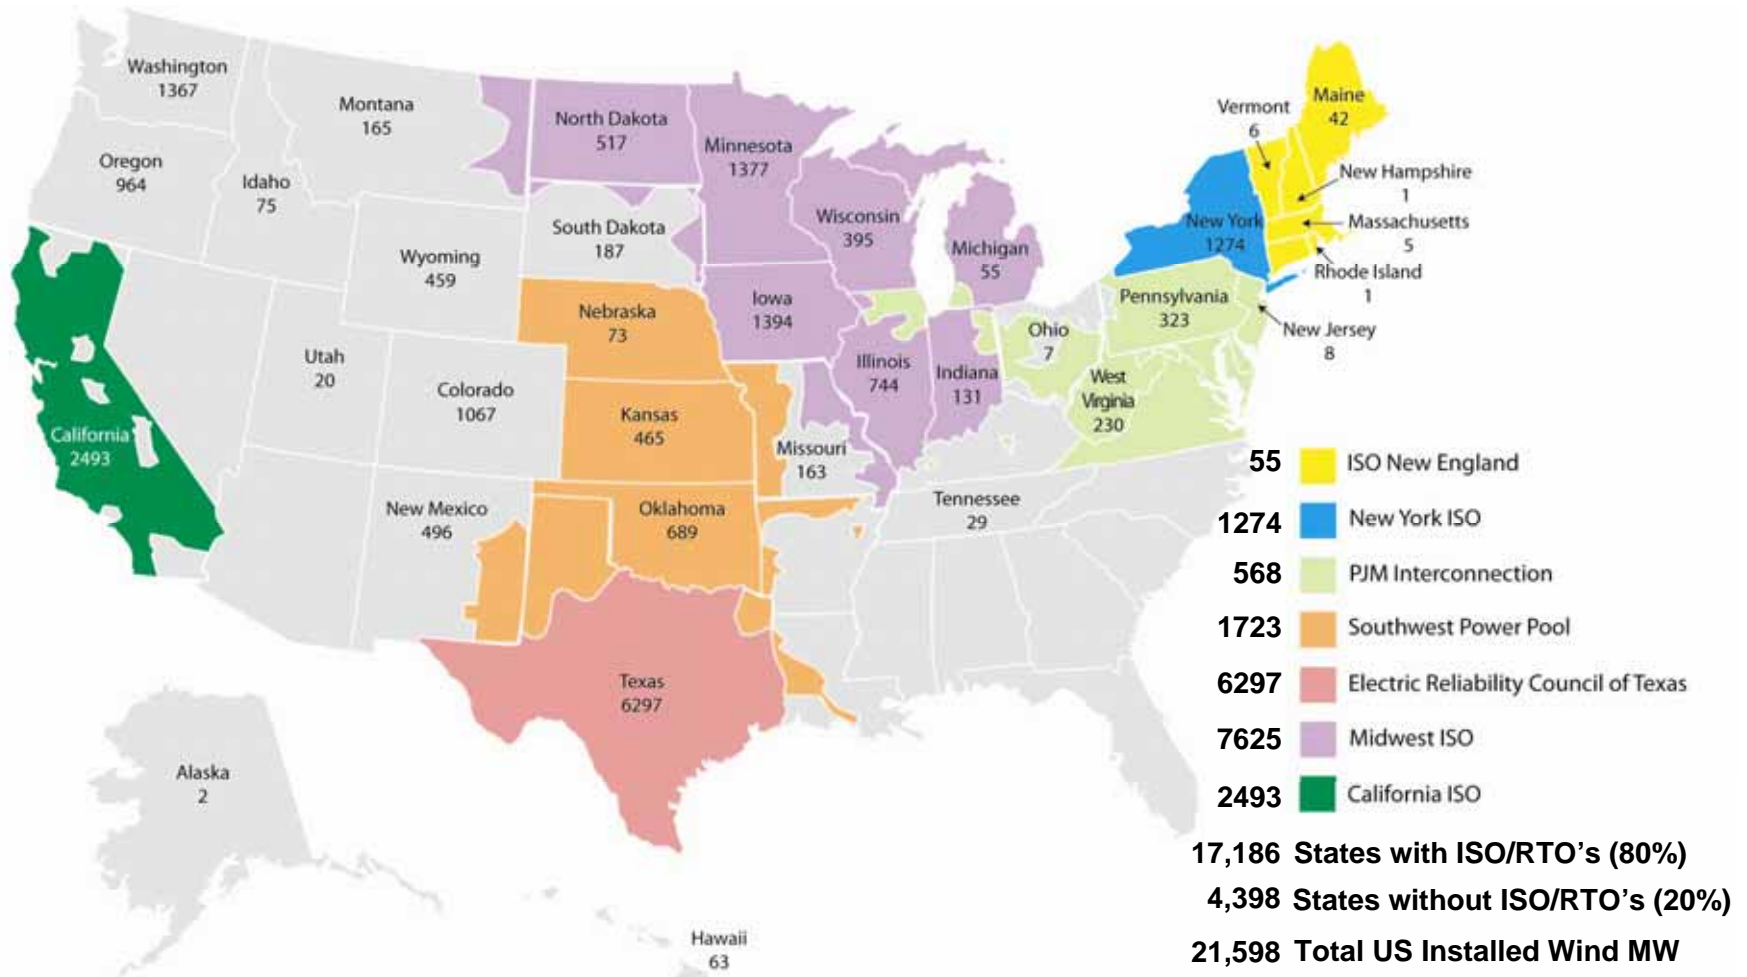 Washington
1367
Montana
165
North Dakota
517
Minnesota
1377
Oregon
964
Idaho
75
South Dakota
187
Wisconsin
395
Michigan
55
Wyoming
459
Nebraska
73
Iowa
1394
Illinois
744
Indiana
131
Ohio
7
Pennsylvania
323
West
Virginia
230
New York
1274
Vermont
6
Maine
42
New Hampshire
1
Massachusetts
5
Rhode Island
1
New Jersey
8
Utah
20
Colorado
1067
Kansas
465
Missouri
163
California
2493
New Mexico
496
Oklahoma
689
Tennessee
29
Texas
6297
Alaska
2
Hawaii
63
55 ISO New England
1274 New York ISO
568 PJM Interconnection
1723 Southwest Power Pool
6297 Electric Reliability Council of Texas
7625 Midwest ISO
2493 California ISO
17,186 States with ISO/RTO's (80%)
4,398 States without ISO/RTO's (20%)
21,598 Total US Installed Wind MW